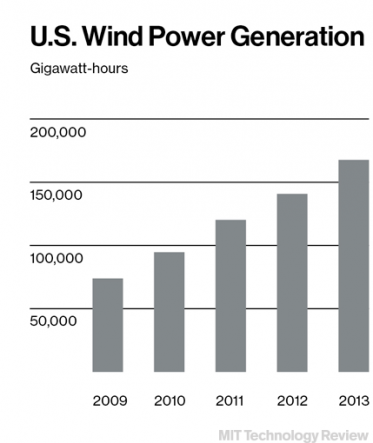 U.S. Wind Power Generation
Gigawatt-hours
200,000
150,000
100,000
50,000
2009 2010 2011 2012 2013
MIT Technology Review